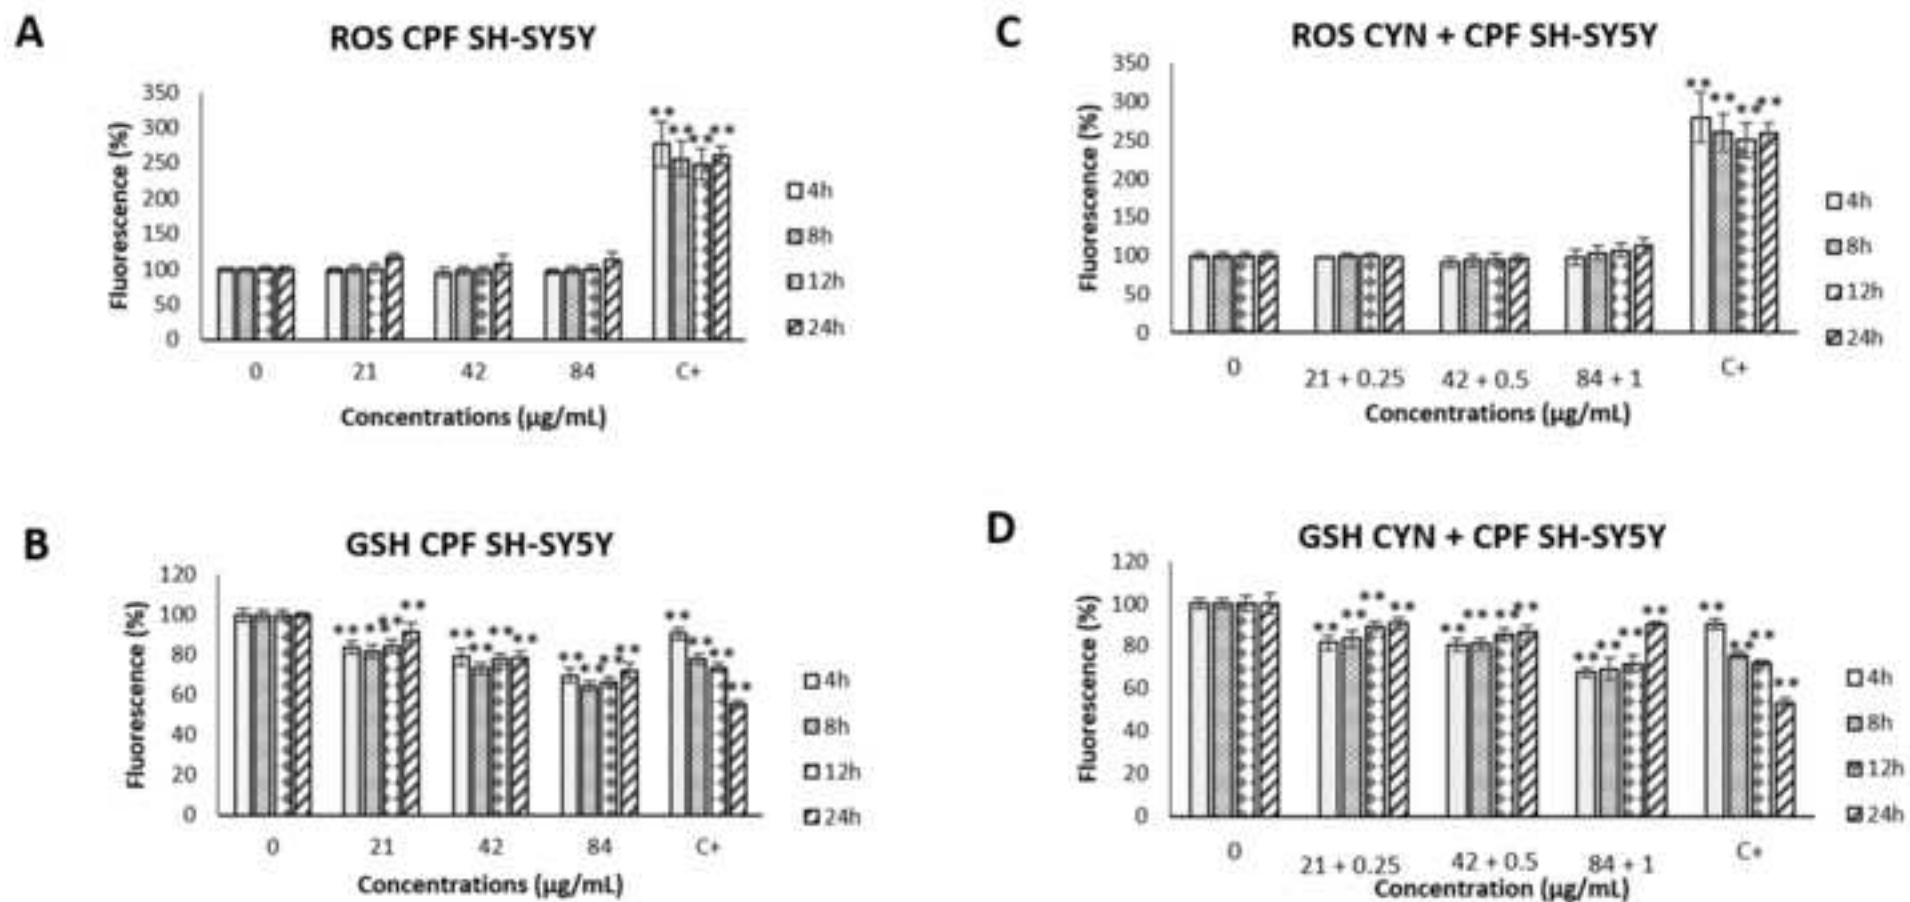 A
ROS CPF SH-SY5Y
Fluorescence (%)
350
300
250
200
150
100
50
0
0 21 42 84 C+
Concentrations (µg/mL)
4h
8h
12h
24h
C
ROS CYN + CPF SH-SY5Y
Fluorescence (%)
350
300
250
200
150
100
50
0
0 21 + 0.25 42 + 0.5 84 + 1 C+
Concentrations (µg/mL)
4h
8h
12h
24h
B
GSH CPF SH-SY5Y
Fluorescence (%)
120
100
80
60
40
20
0
0 21 42 84 C+
Concentrations (µg/mL)
4h
8h
12h
24h
D
GSH CYN + CPF SH-SY5Y
Fluorescence (%)
120
100
80
60
40
20
0
0 21 + 0.25 42 + 0.5 84 + 1 C+
Concentration (µg/mL)
4h
8h
12h
24h